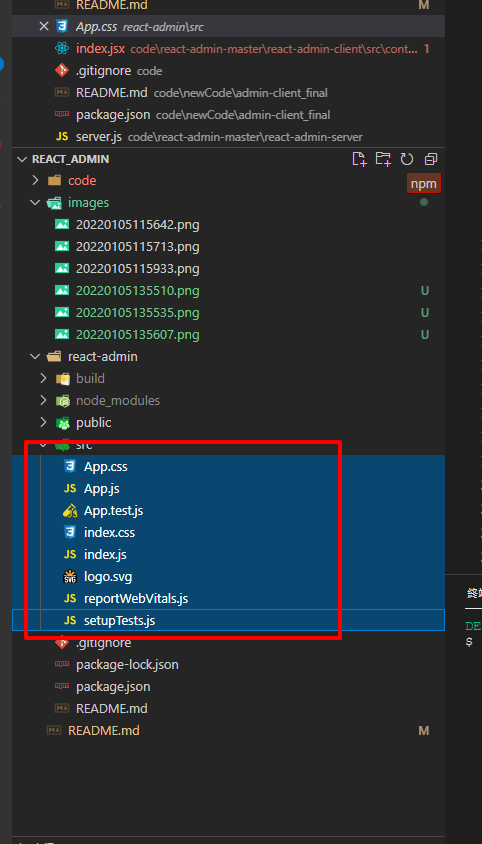 README.md M
App.css react-admin\src
index.jsx code\react-admin-master\react-admin-client\src\cont... 1
.gitignore code
README.md code\newCode\admin-client_final
package.json code\newCode\admin-client_final
JS server.js code\react-admin-master\react-admin-server
REACT_ADMIN
code
npm
images
20220105115642.png
20220105115713.png
20220105115933.png
20220105135510.png U
20220105135535.png U
20220105135607.png U
react-admin
build
node_modules
public
src
App.css
JS App.js
App.test.js
index.css
JS index.js
SVG logo.svg
JS reportWebVitals.js
JS setupTests.js
DE
.gitignore
$
package-lock.json
package.json
README.md
README.md M